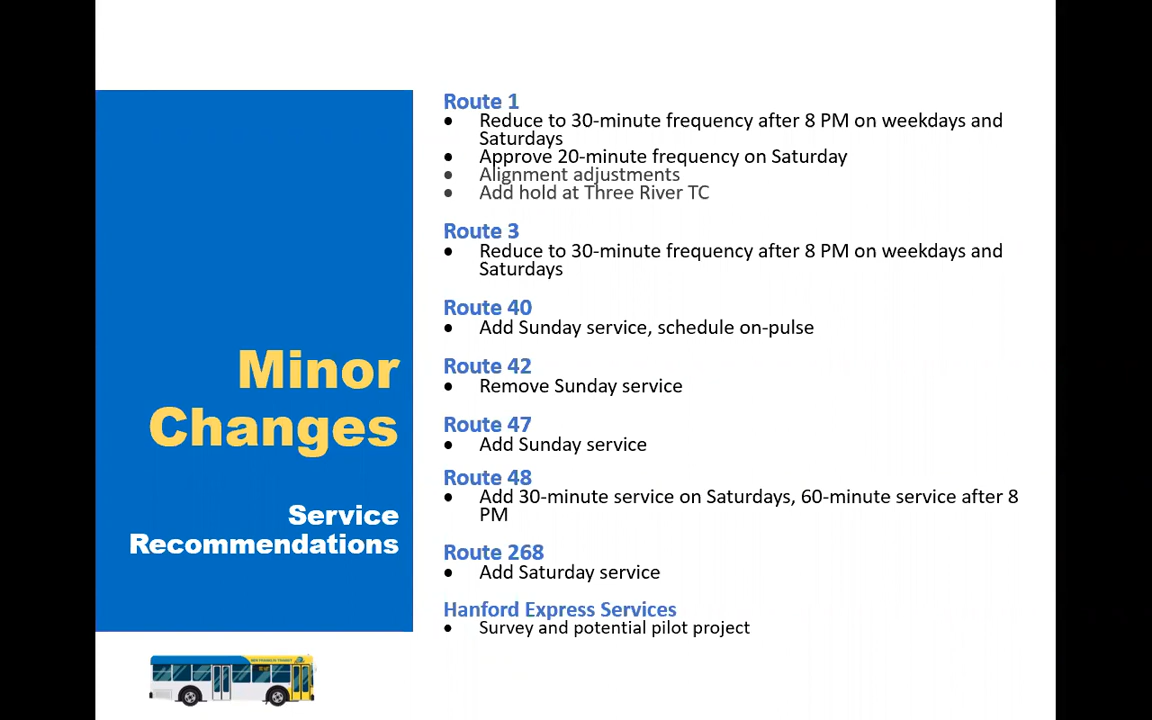 Minor
Changes
Service
Recommendations
Route 1
• Reduce to 30-minute frequency after 8 PM on weekdays and
Saturdays
• Approve 20-minute frequency on Saturday
• Alignment adjustments
• Add hold at Three River TC
Route 3
• Reduce to 30-minute frequency after 8 PM on weekdays and
Saturdays
Route 40
• Add Sunday service, schedule on-pulse
Route 42
• Remove Sunday service
Route 47
• Add Sunday service
Route 48
• Add 30-minute service on Saturdays, 60-minute service after 8
PM
Route 268
• Add Saturday service
Hanford Express Services
• Survey and potential pilot project
BEN FRANKLIN TRANSIT